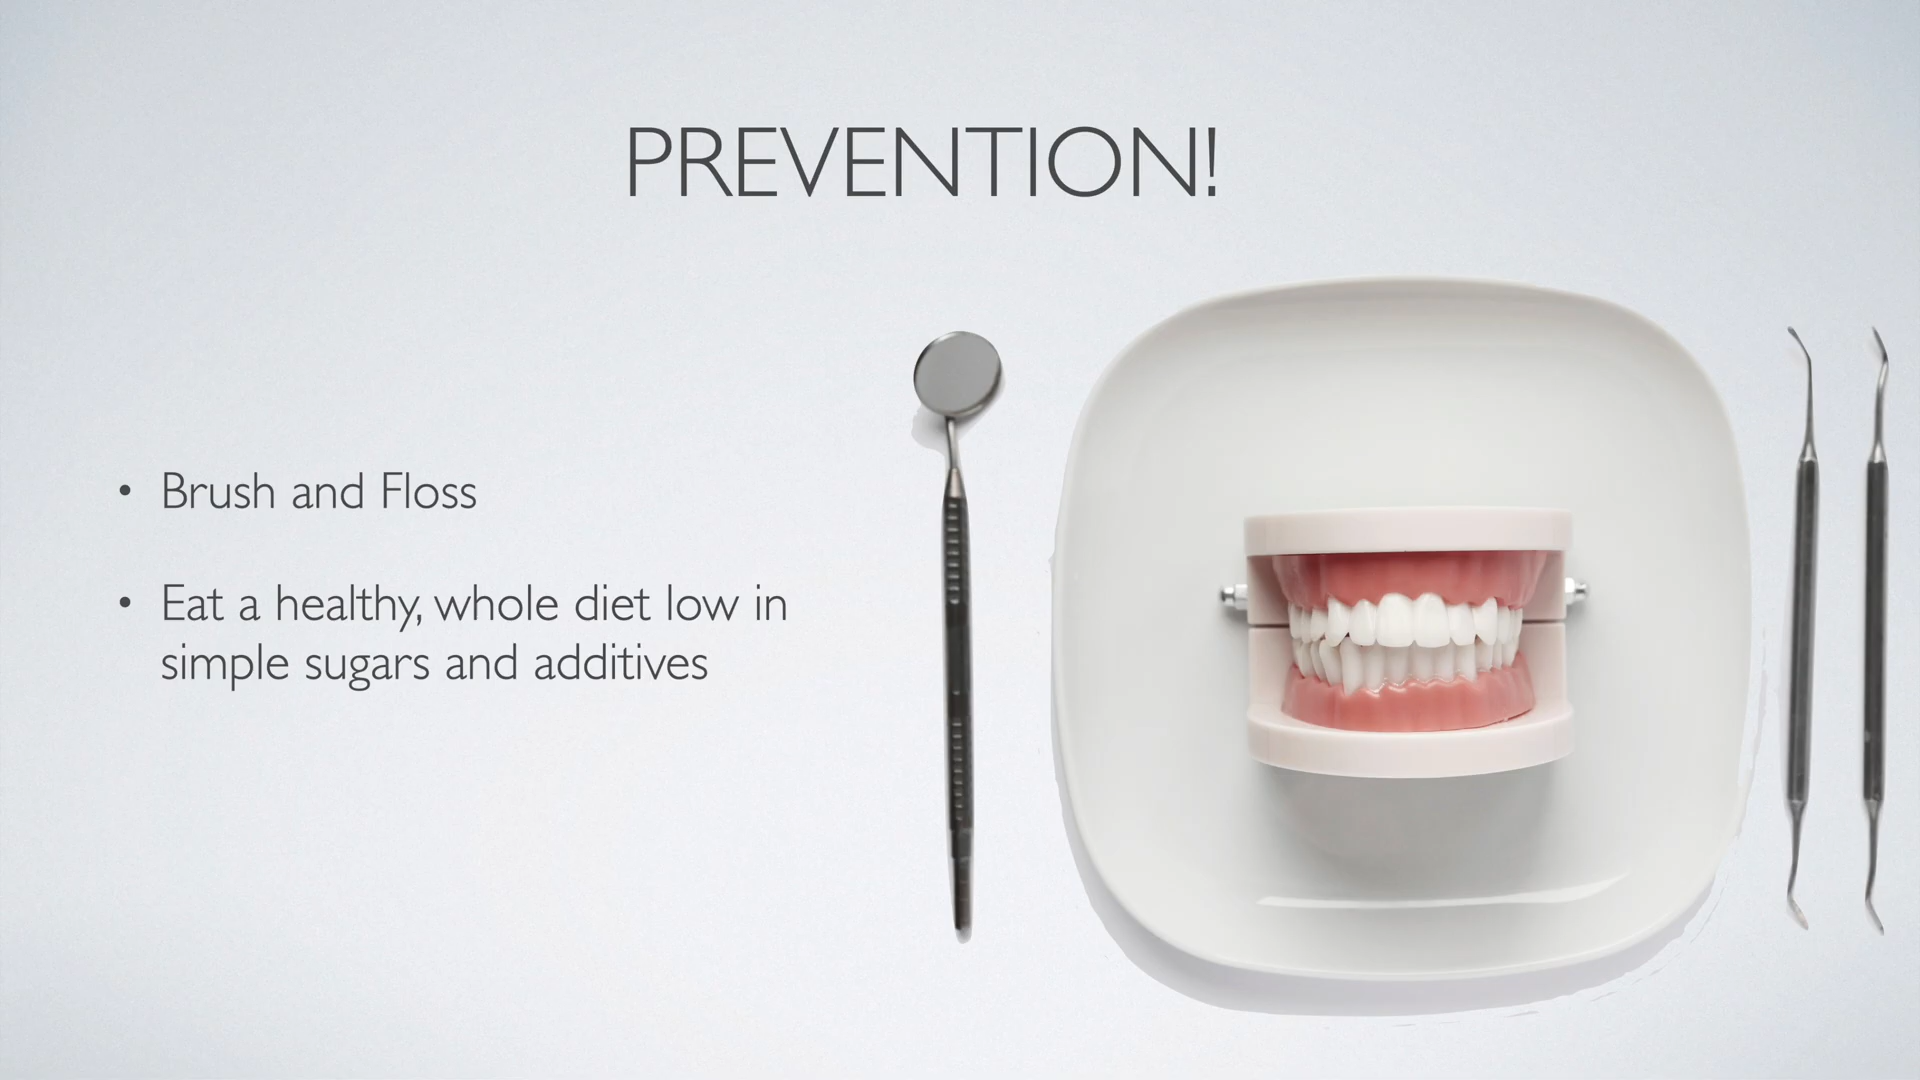 PREVENTION!
• Brush and Floss
• Eat a healthy, whole diet low in
simple sugars and additives